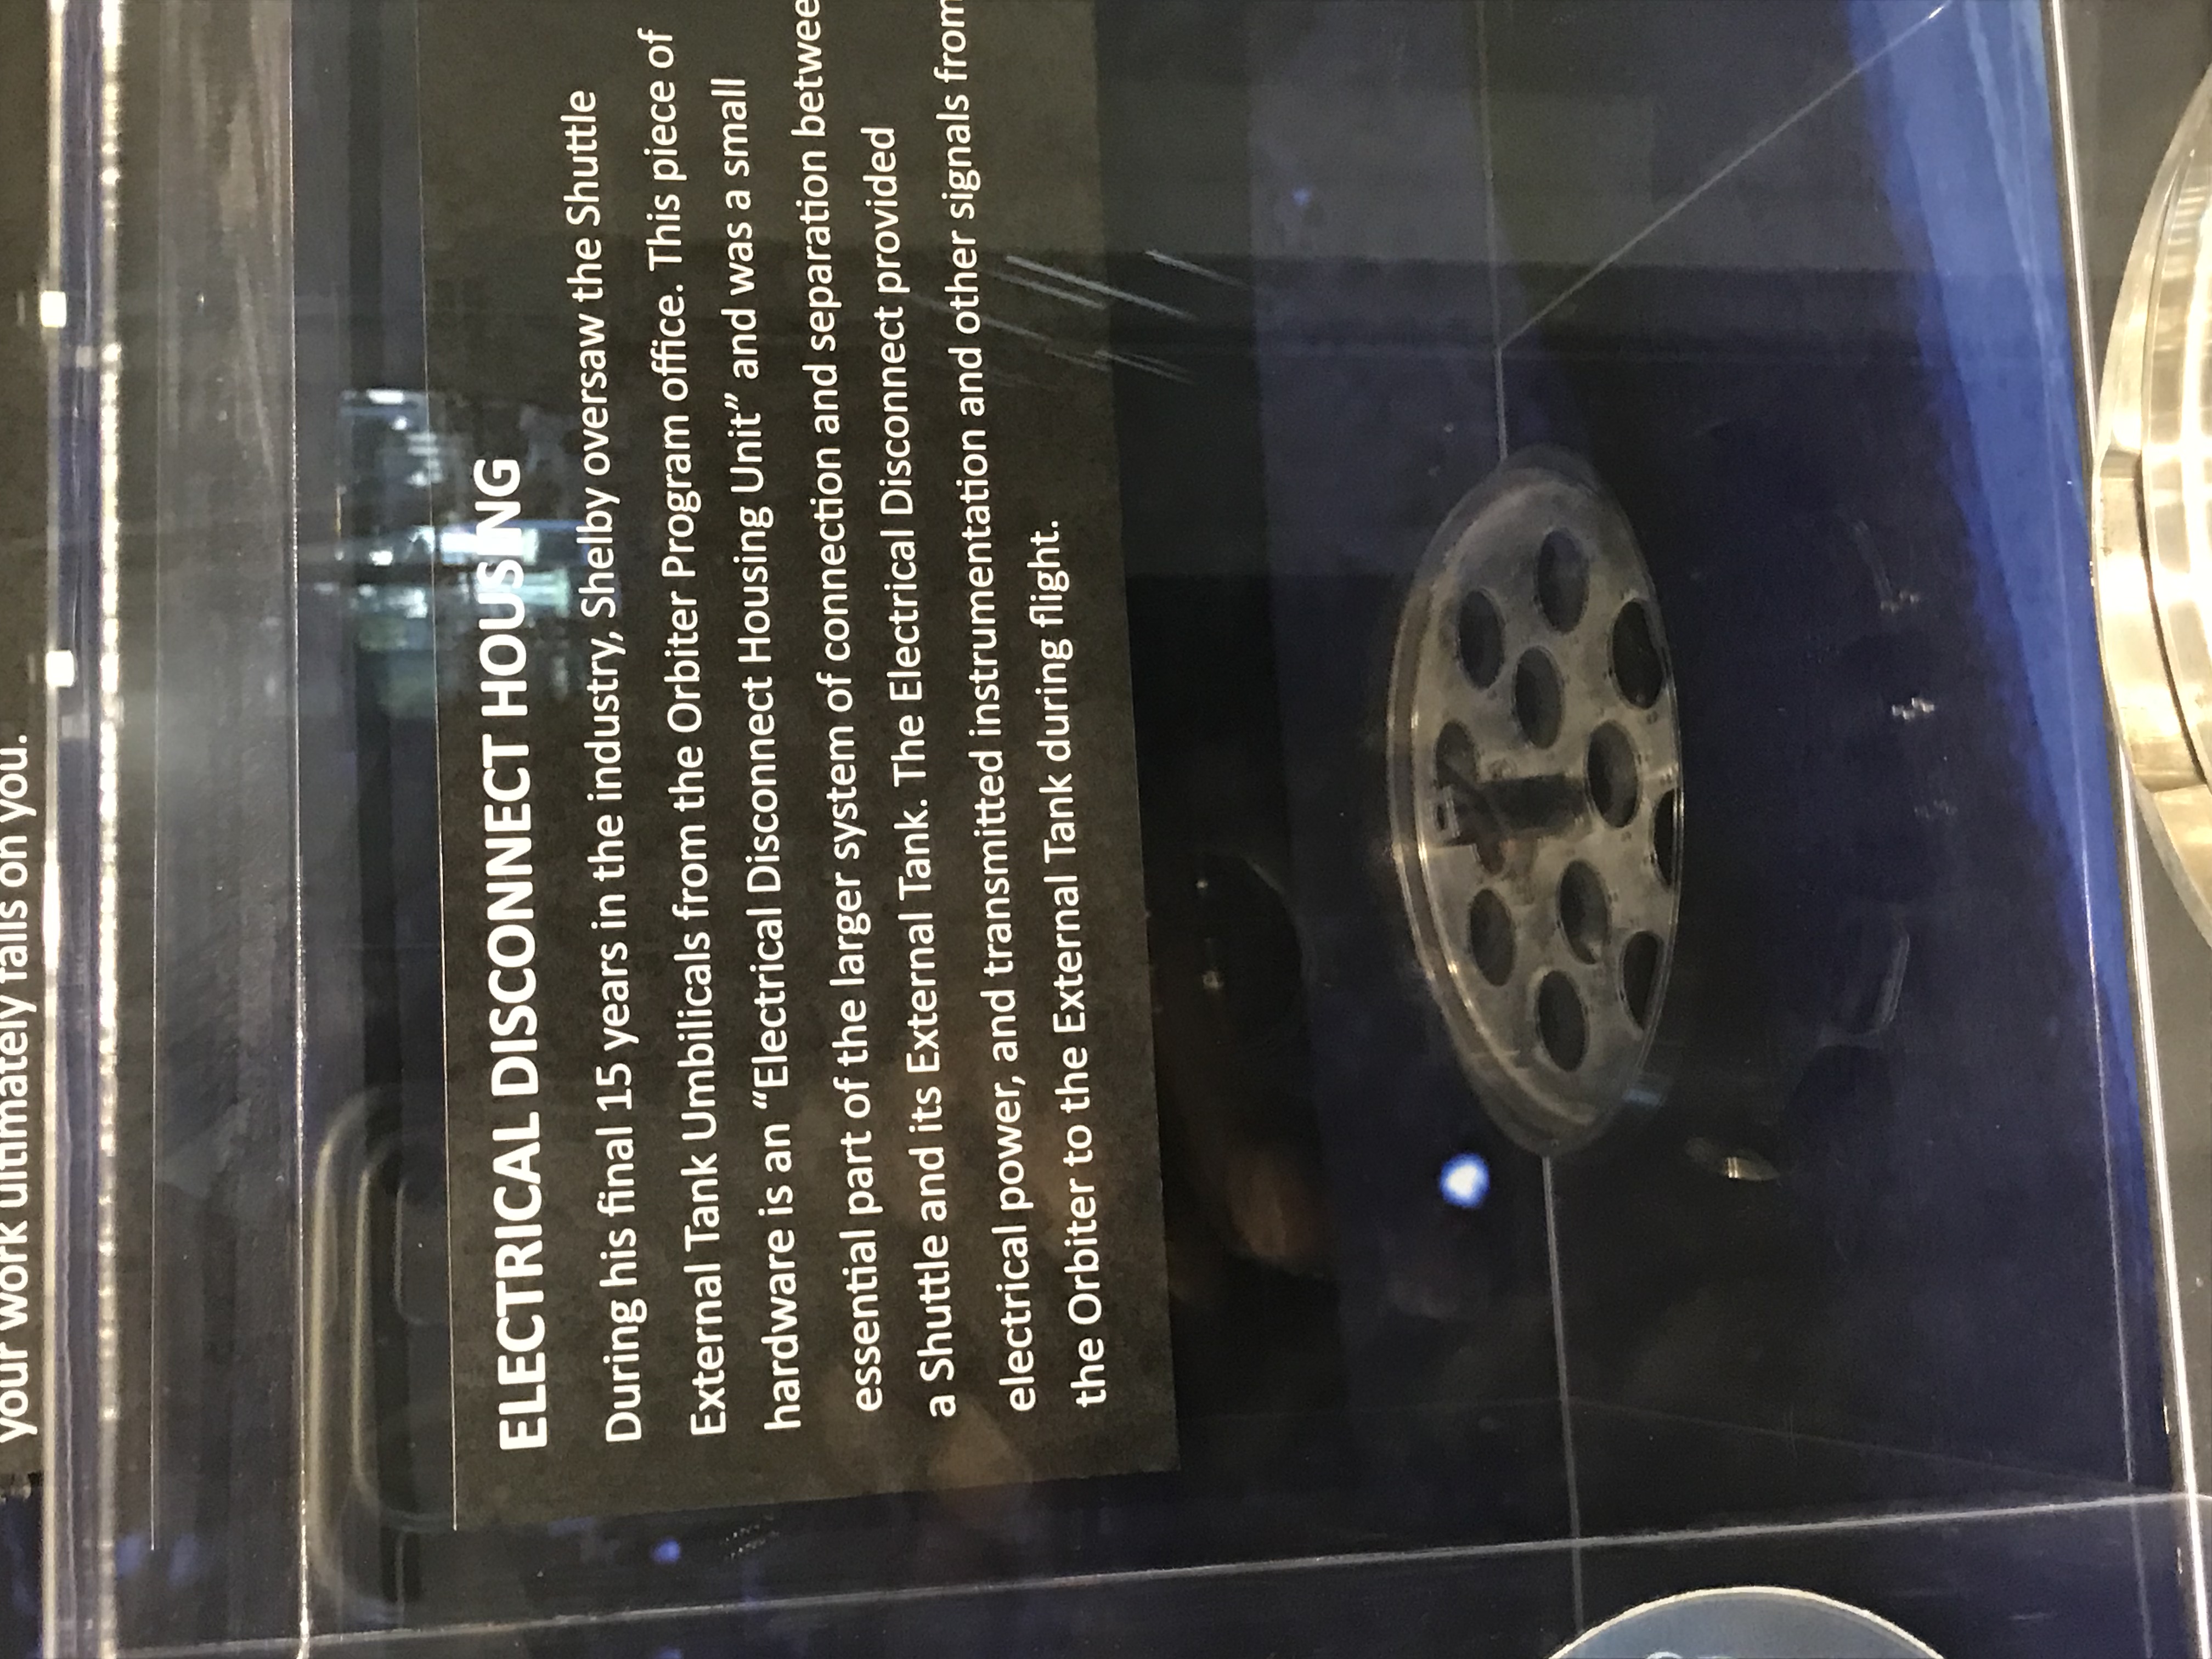 your work ultimately falls on you.
ELECTRICAL DISCONNECT HOUSING
During his final 15 years in the industry, Shelby oversaw the Shuttle
External Tank Umbilicals from the Orbiter Program office. This piece of
hardware is an “Electrical Disconnect Housing Unit” and was a small
essential part of the larger system of connection and separation betwee
a Shuttle and its External Tank. The Electrical Disconnect provided
electrical power, and transmitted instrumentation and other signals from
the Orbiter to the External Tank during flight.